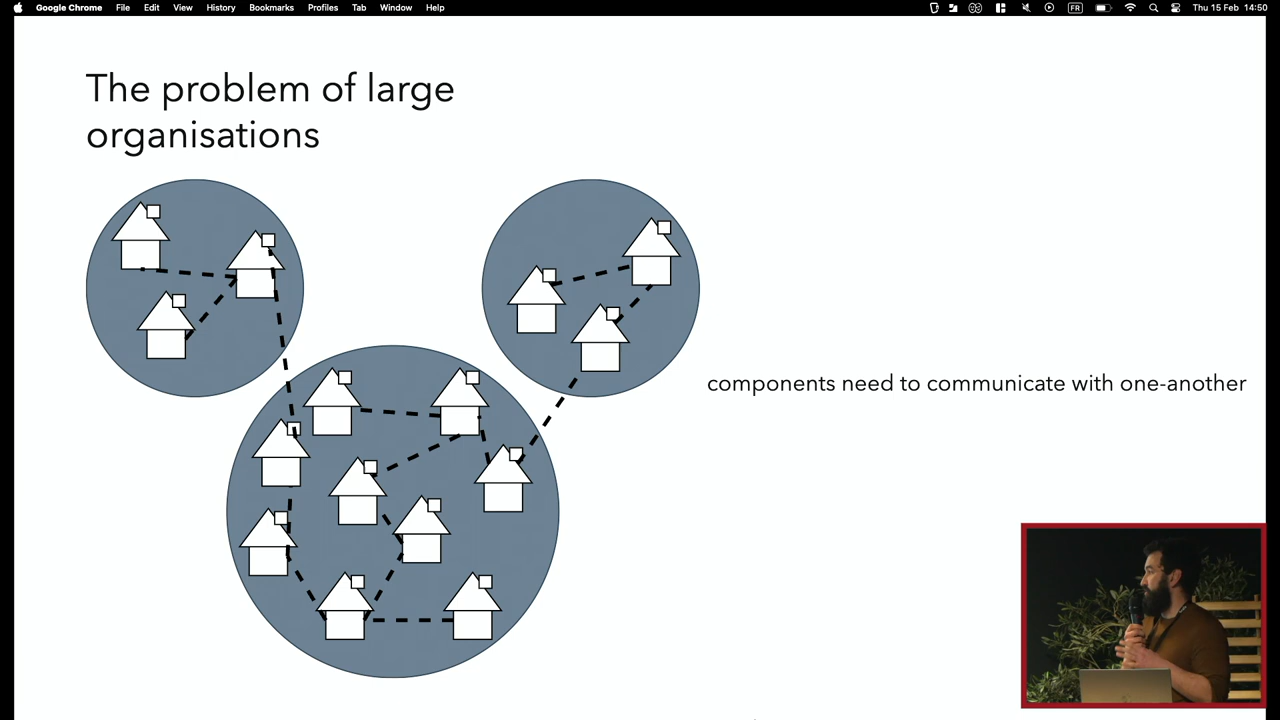 Google Chrome File Edit View History Bookmarks Profiles Tab Window Help FR Thu 15 Feb 14:50
The problem of large
organisations
components need to communicate with one-another